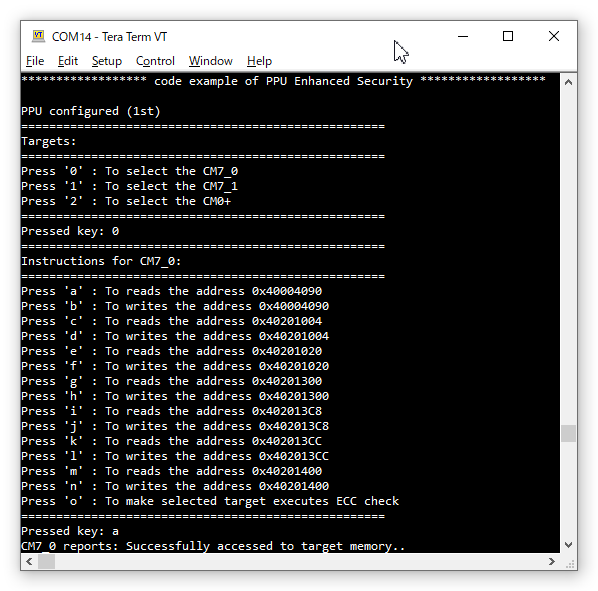 COM14 - Tera Term VT
File Edit Setup Control Window Help
****************** code example of PPU Enhanced Security ******************
PPU configured (1st)
====================================================
Targets:
====================================================
Press '0' : To select the CM7_0
Press '1' : To select the CM7_1
Press '2' : To select the CM0+
====================================================
Pressed key: 0
====================================================
Instructions for CM7_0:
====================================================
Press 'a' : To reads the address 0x40004090
Press 'b' : To writes the address 0x40004090
Press 'c' : To reads the address 0x40201004
Press 'd' : To writes the address 0x40201004
Press 'e' : To reads the address 0x40201020
Press 'f' : To writes the address 0x40201020
Press 'g' : To reads the address 0x40201300
Press 'h' : To writes the address 0x40201300
Press 'i' : To reads the address 0x402013C8
Press 'j' : To writes the address 0x402013C8
Press 'k' : To reads the address 0x402013CC
Press 'l' : To writes the address 0x402013CC
Press 'm' : To reads the address 0x40201400
Press 'n' : To writes the address 0x40201400
Press 'o' : To make selected target executes ECC check
====================================================
Pressed key: a
CM7_0 reports: Successfully accessed to target memory..